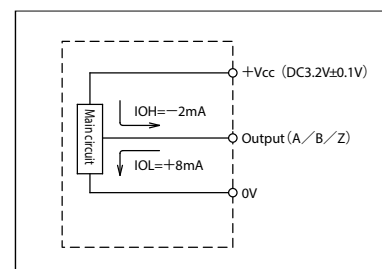 +Vcc (DC3.2V±0.1V)
Main circuit
IOH=−2mA
Output(A／B／Z)
IOL=+8mA
0V